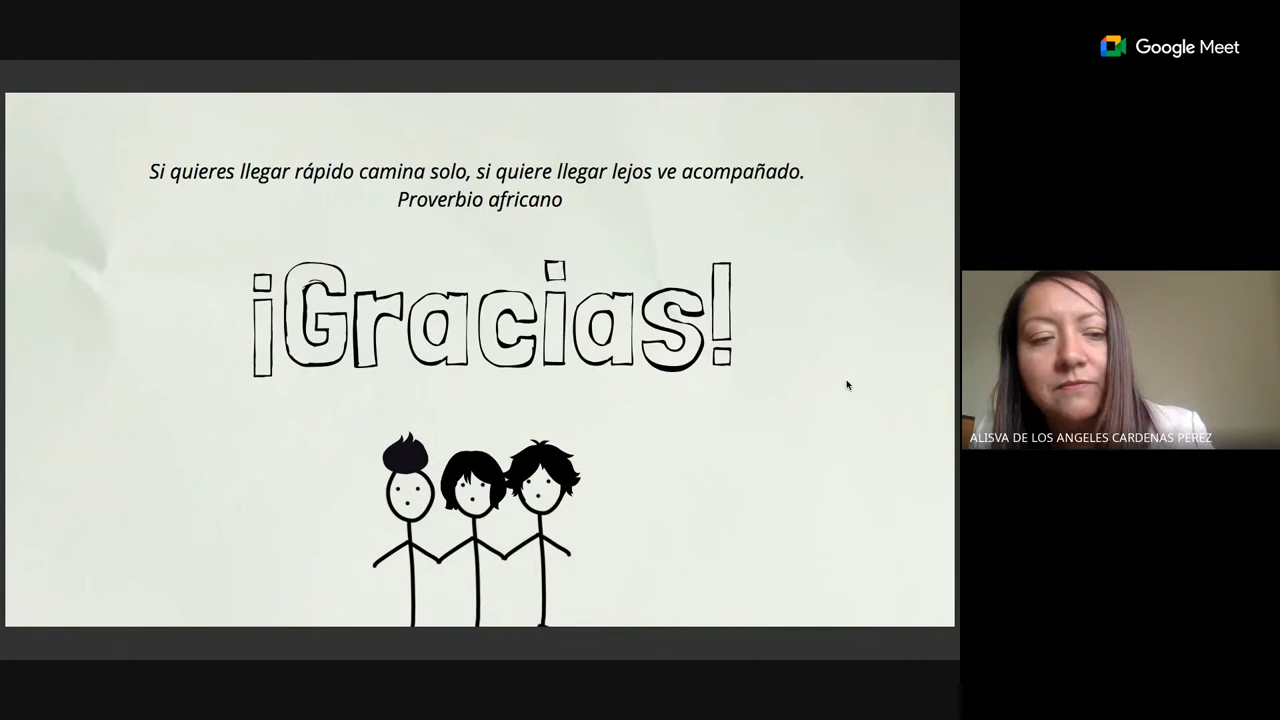 Google Meet
Si quieres llegar rápido camina solo, si quiere llegar lejos ve acompañado.
Proverbio africano
¡Gracias!
ALISVA DE LOS ANGELES CARDENAS PEREZ